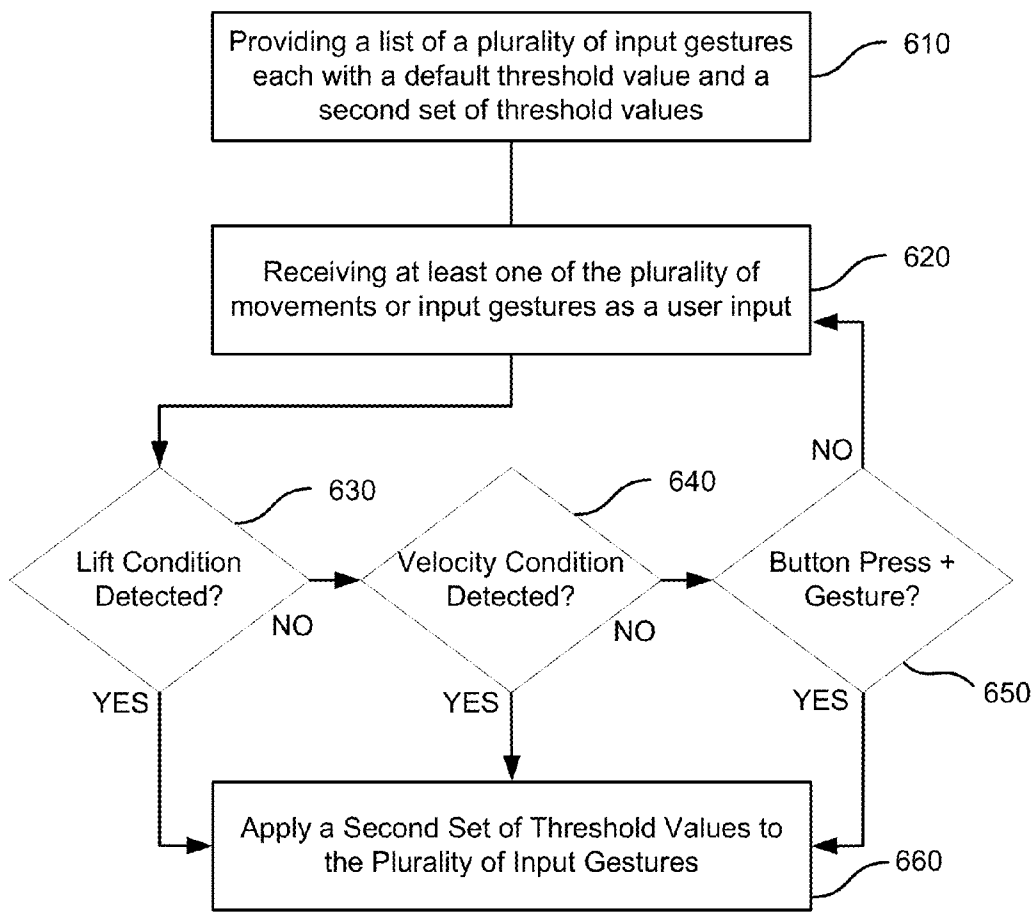 Providing a list of a plurality of input gestures
each with a default threshold value and a
second set of threshold values
610
Receiving at least one of the plurality of
movements or input gestures as a user input
620
NO
630
640
Lift Condition
Detected?
Velocity Condition
Detected?
Button Press +
Gesture?
NO
NO
650
YES
YES
YES
Apply a Second Set of Threshold Values to
the Plurality of Input Gestures
660